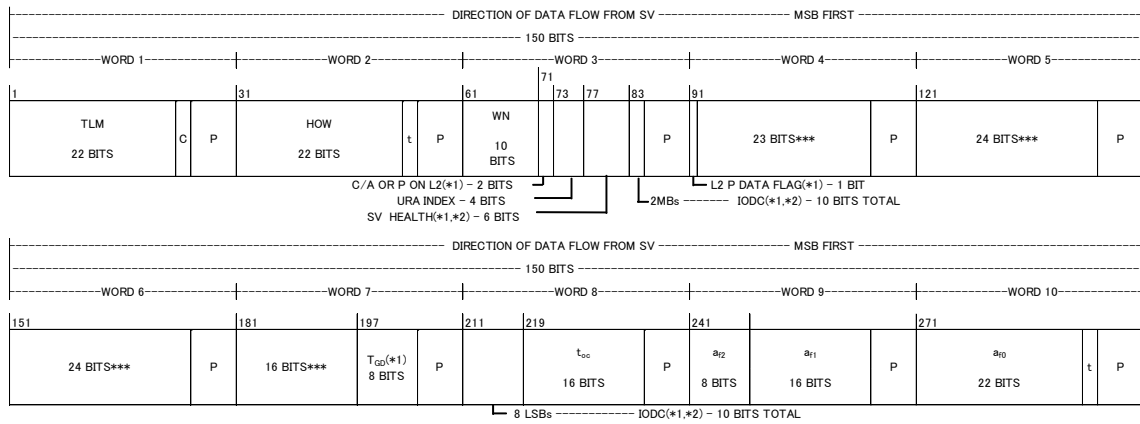 DIRECTION OF DATA FLOW FROM SV MSB FIRST
150 BITS
WORD 1 WORD 2 WORD 3 WORD 4 WORD 5
71
1 31 61 73 77 83 91 121
TLM 22 BITS C P HOW 22 BITS t P WN 10 BITS P 23 BITS*** P 24 BITS*** P
C/A OR P ON L2(*1) - 2 BITS L2 P DATA FLAG(*1) - 1 BIT
URA INDEX - 4 BITS 2MBs ------- IODC(*1,*2) - 10 BITS TOTAL
SV HEALTH(*1,*2) - 6 BITS
DIRECTION OF DATA FLOW FROM SV MSB FIRST
150 BITS
WORD 6 WORD 7 WORD 8 WORD 9 WORD 10
151 181 197 211 219 241 271
24 BITS*** P 16 BITS*** T_GD(*1) 8 BITS P t_oc 16 BITS P a_f2 8 BITS a_f1 16 BITS P a_f0 22 BITS t P
8 LSBs ------------ IODC(*1,*2) - 10 BITS TOTAL